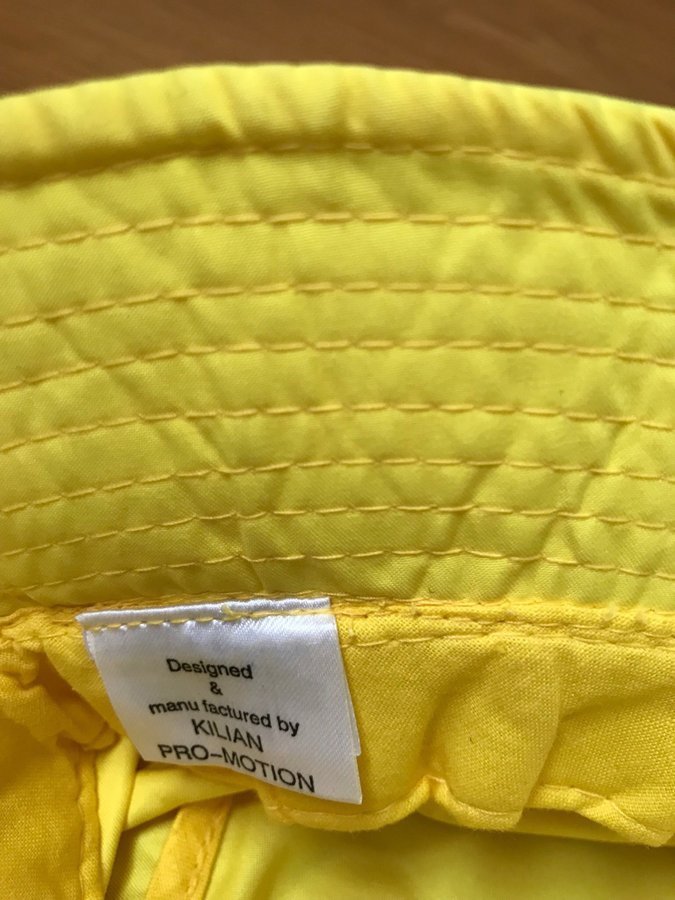 Designed
&
manu factured by
KILIAN
PRO-MOTION